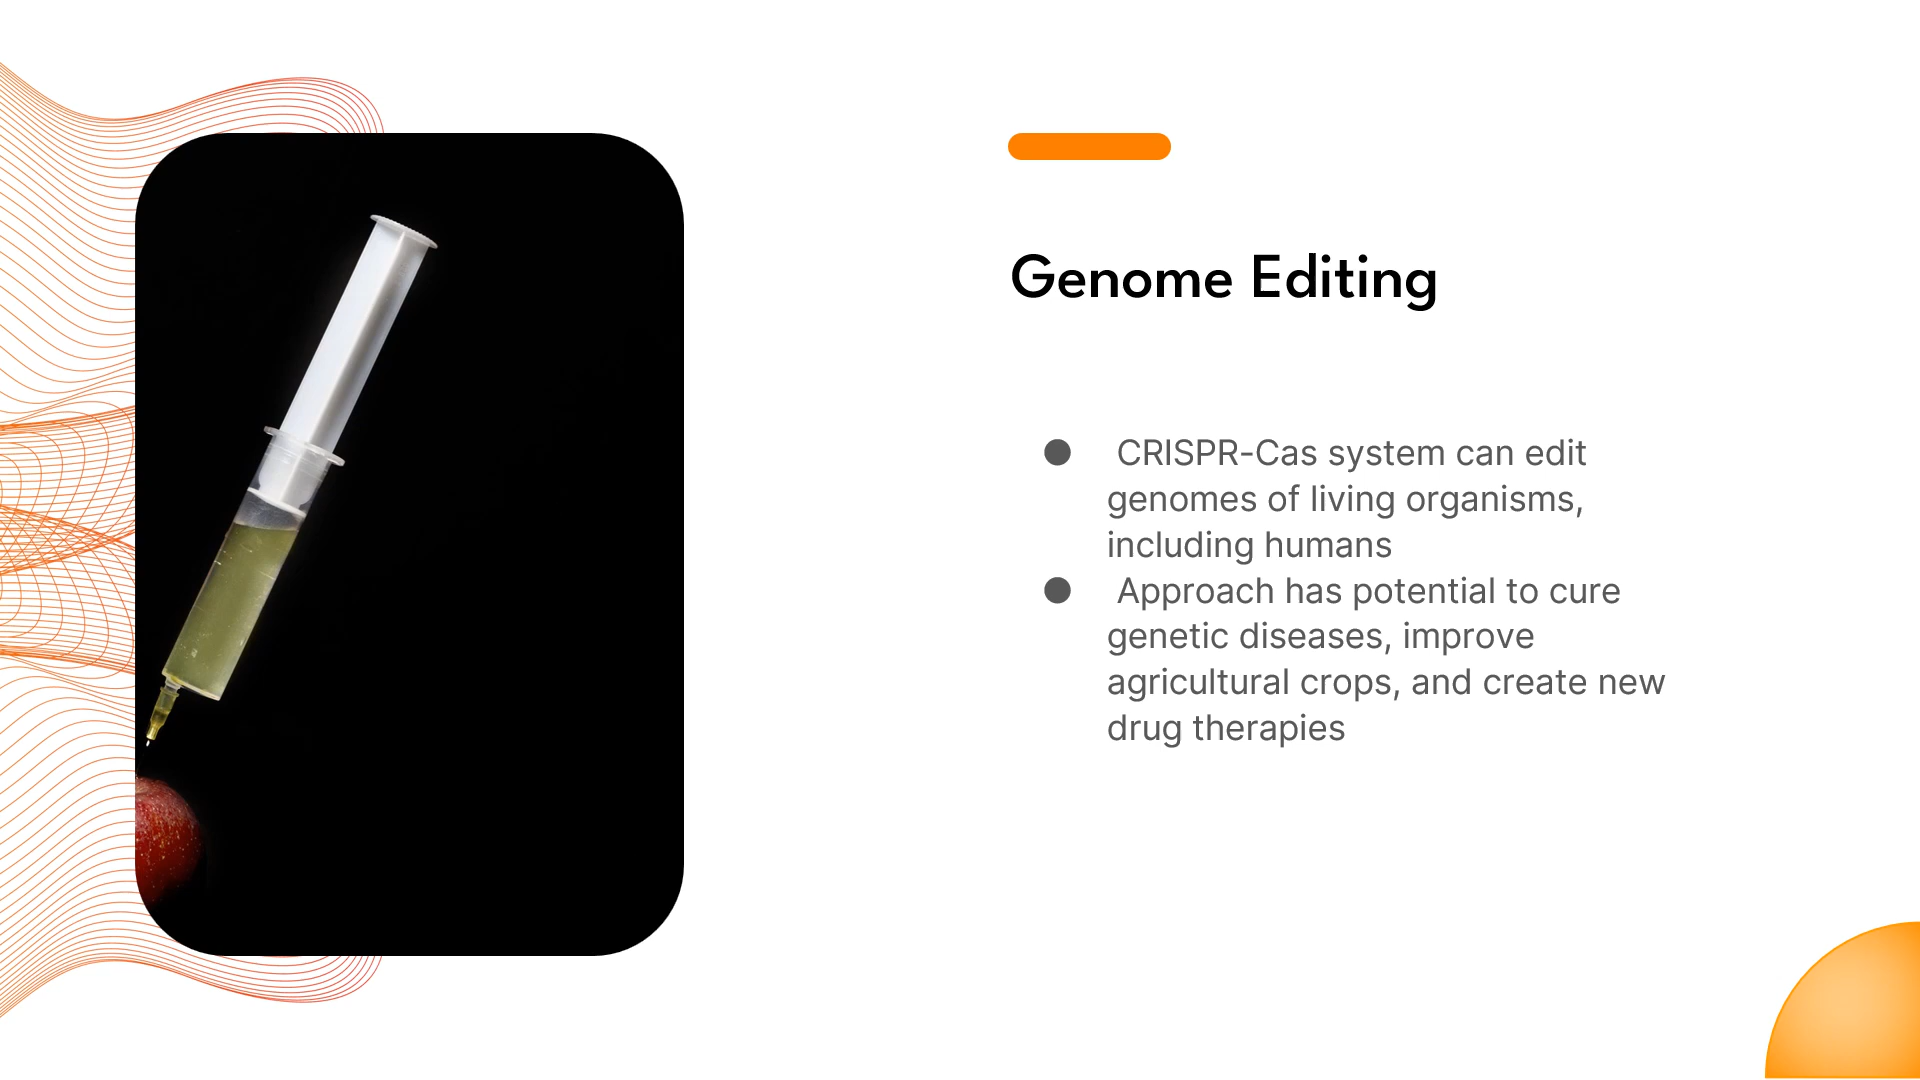 Genome Editing
● CRISPR-Cas system can edit
genomes of living organisms,
including humans
● Approach has potential to cure
genetic diseases, improve
agricultural crops, and create new
drug therapies